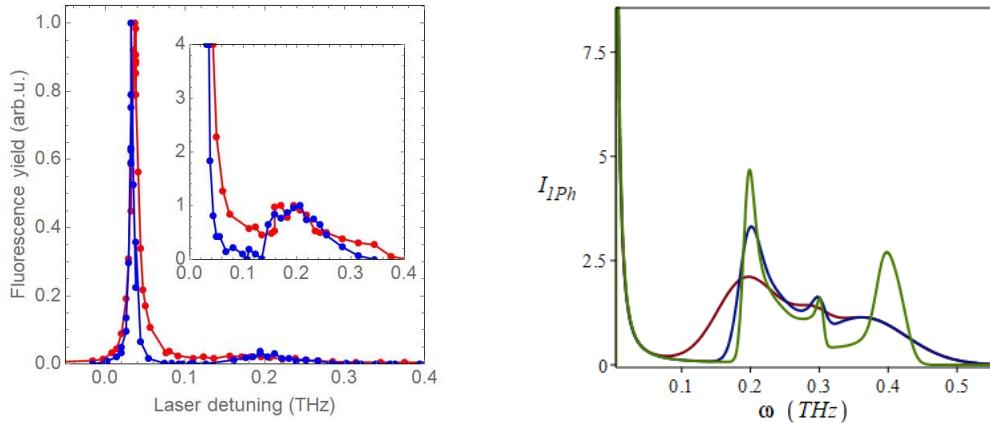 Fluorescence yield (arb.u.)
1.0
0.8
0.6
0.4
0.2
0.0
0.0 0.1 0.2 0.3 0.4
Laser detuning (THz)
4
3
2
1
0
0.0 0.1 0.2 0.3 0.4
I1Ph
7.5
5
2.5
0
0.1 0.2 0.3 0.4 0.5
ω (THz)